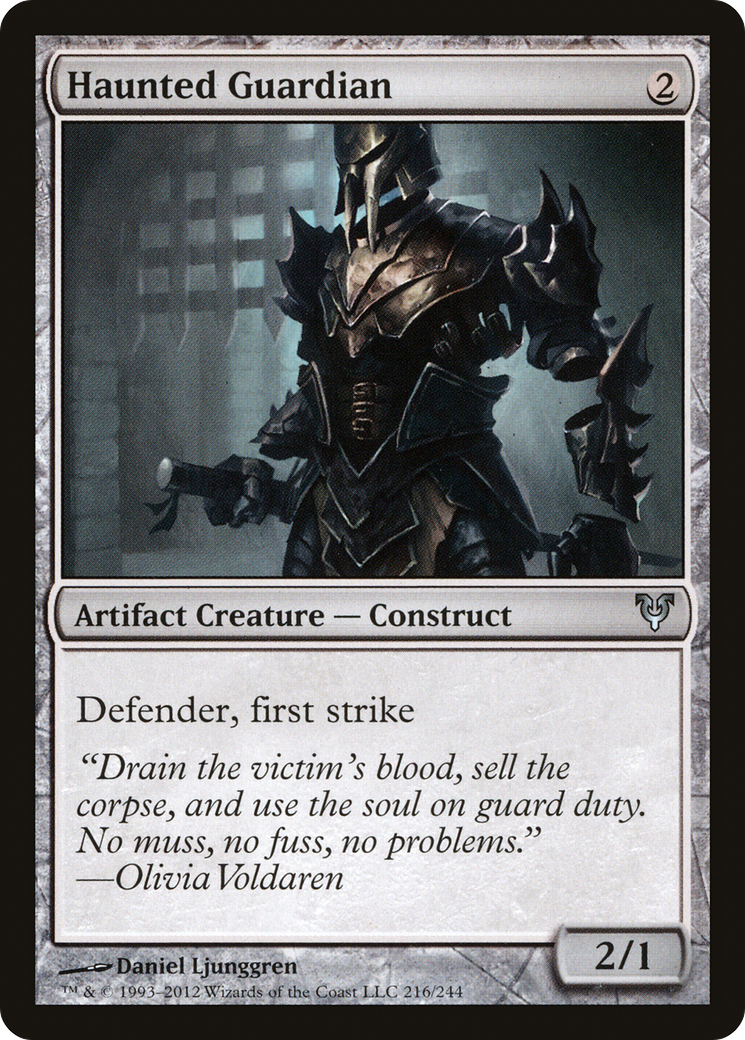 Haunted Guardian 2
Artifact Creature — Construct
Defender, first strike
“Drain the victim’s blood, sell the
corpse, and use the soul on guard duty.
No muss, no fuss, no problems.”
—Olivia Voldaren
2/1
Daniel Ljunggren
™ & © 1993–2012 Wizards of the Coast LLC 216/244